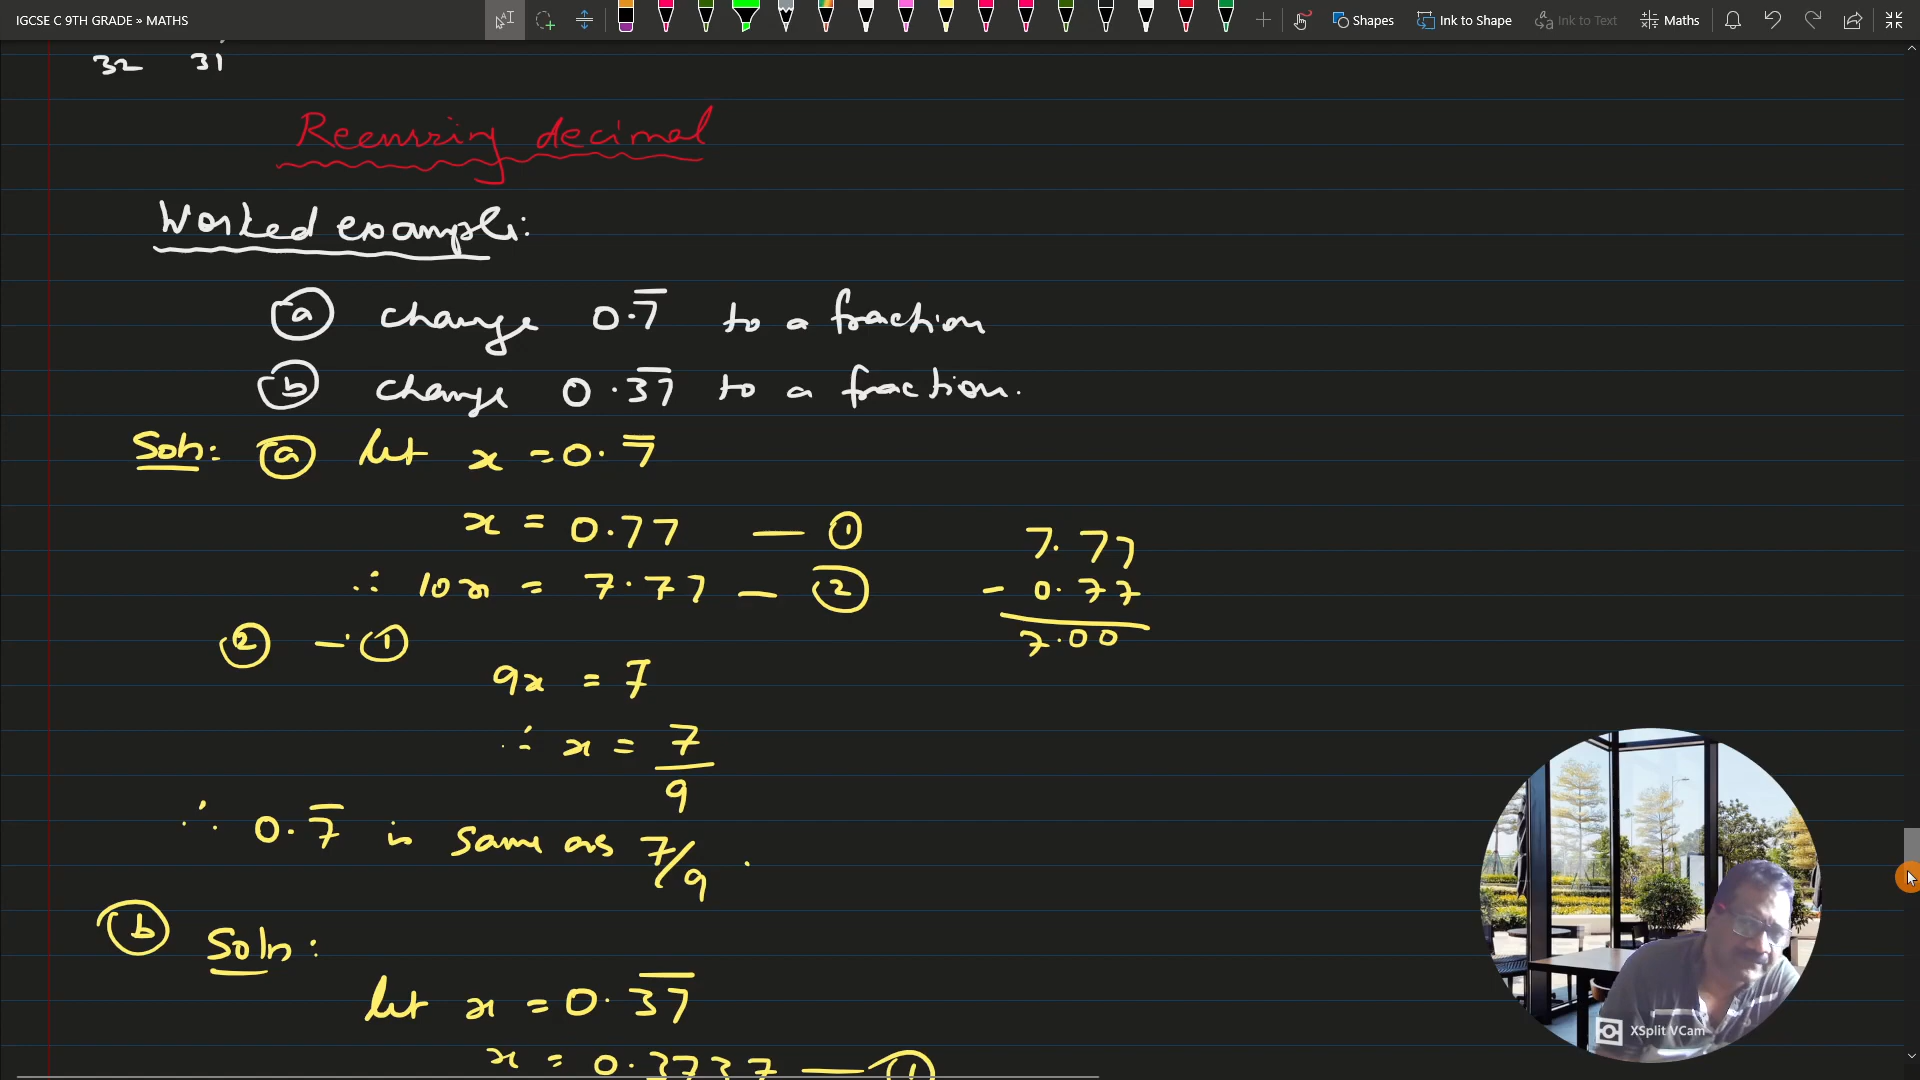 IGCSE C 9TH GRADE » MATHS
Shapes Ink to Shape Ink to Text Maths
32 31
Recurring decimal
Worked example:
ⓐ change 0.7̅ to a fraction
ⓑ change 0.3̅7̅ to a fraction.
Soln: ⓐ let x = 0.7̅
x = 0.77 — ①
∴ 10x = 7.77 — ②
7.77
- 0.77
7.00
② - ①
9x = 7
∴ x = 7/9
∴ 0.7̅ is same as 7/9.
ⓑ Soln:
let x = 0.3̅7̅
x = 0.3737 — ①
XSplit VCam